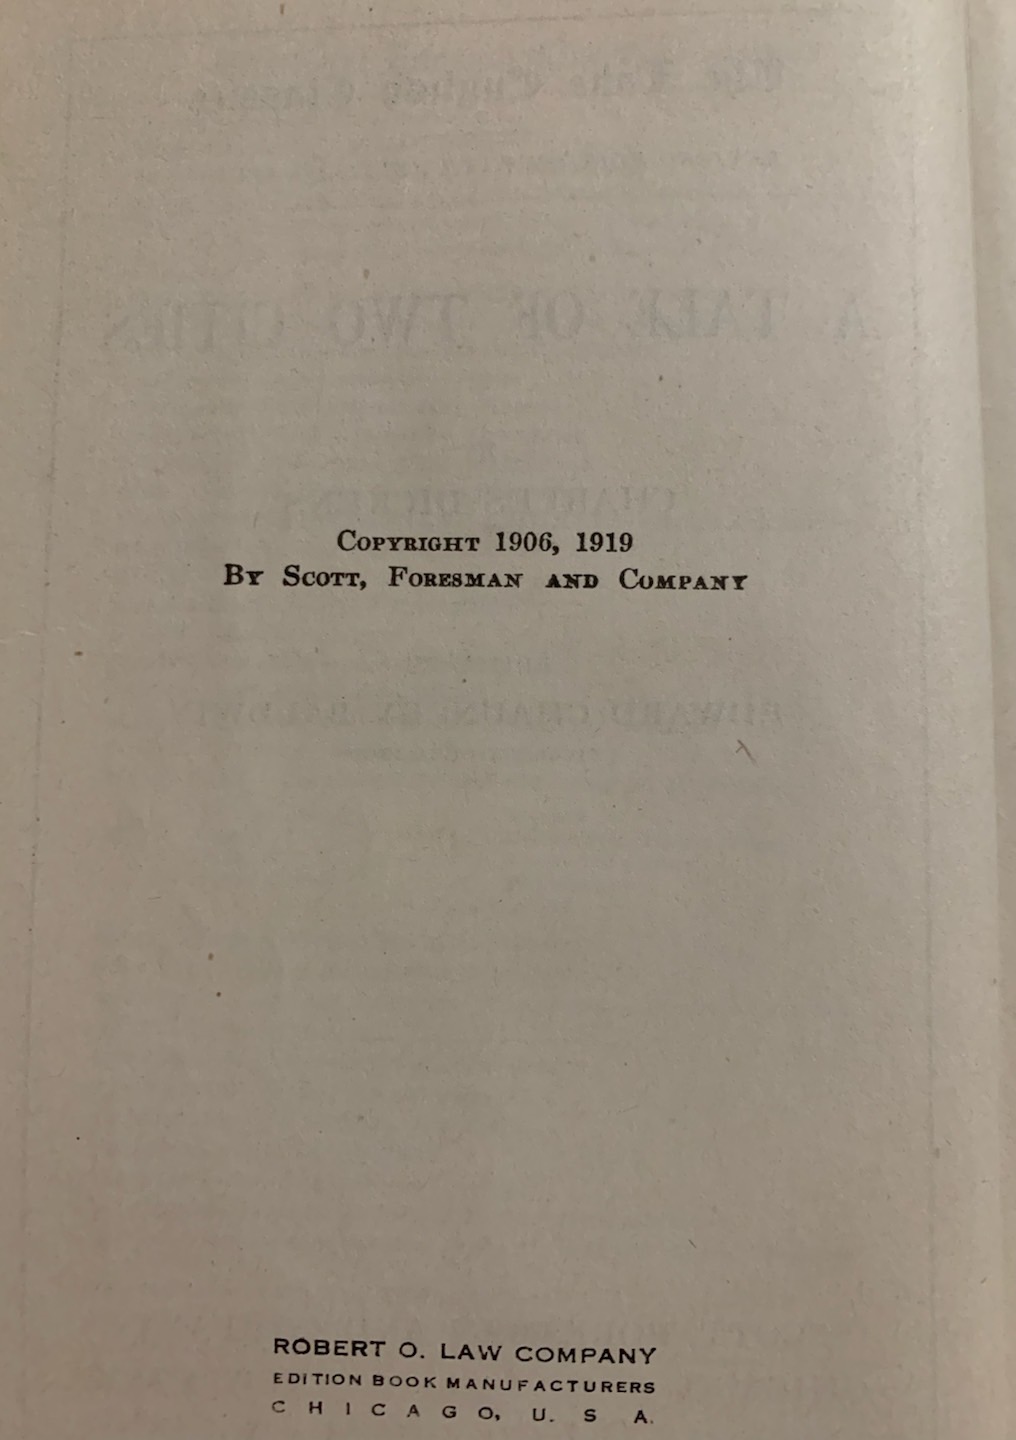 COPYRIGHT 1906, 1919
BY SCOTT, FORESMAN AND COMPANY
ROBERT O. LAW COMPANY
EDITION BOOK MANUFACTURERS
CHICAGO, U. S. A.